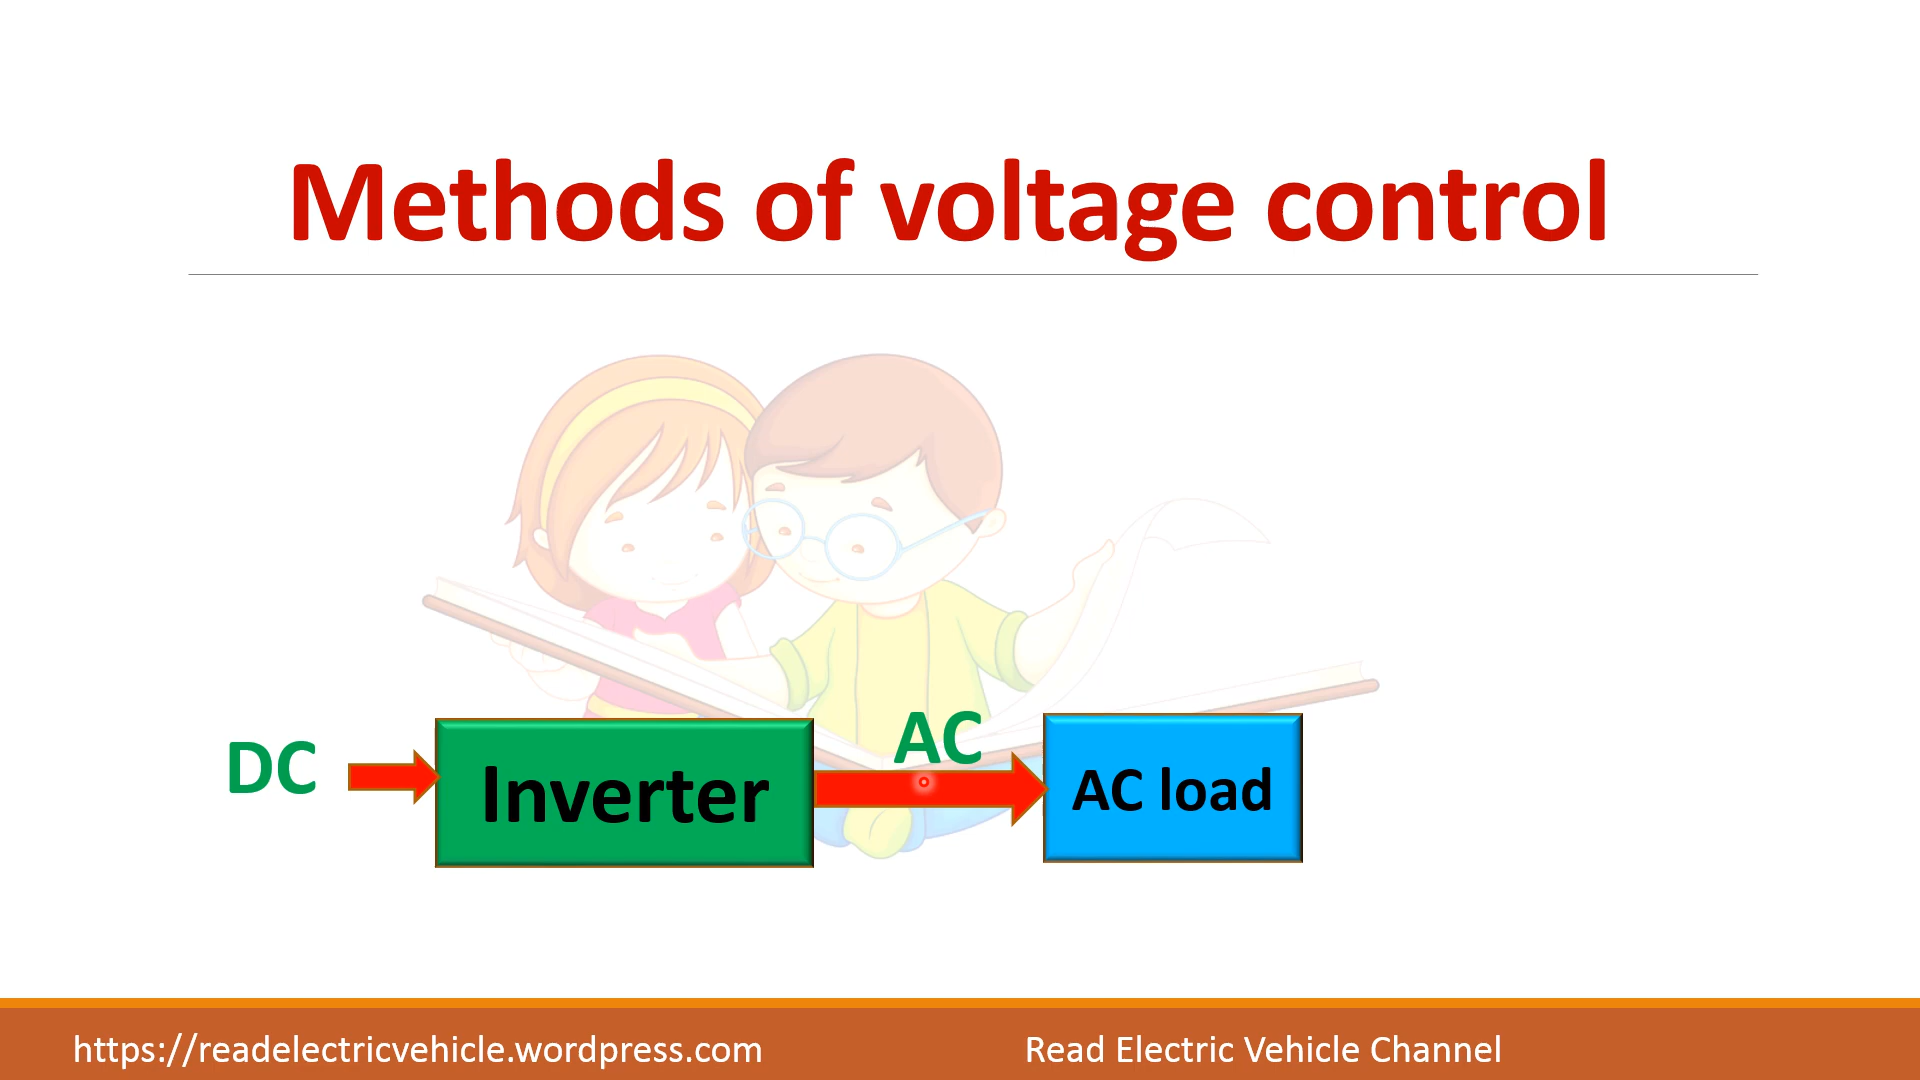 Methods of voltage control
DC
Inverter
AC
AC load
https://readelectricvehicle.wordpress.com
Read Electric Vehicle Channel